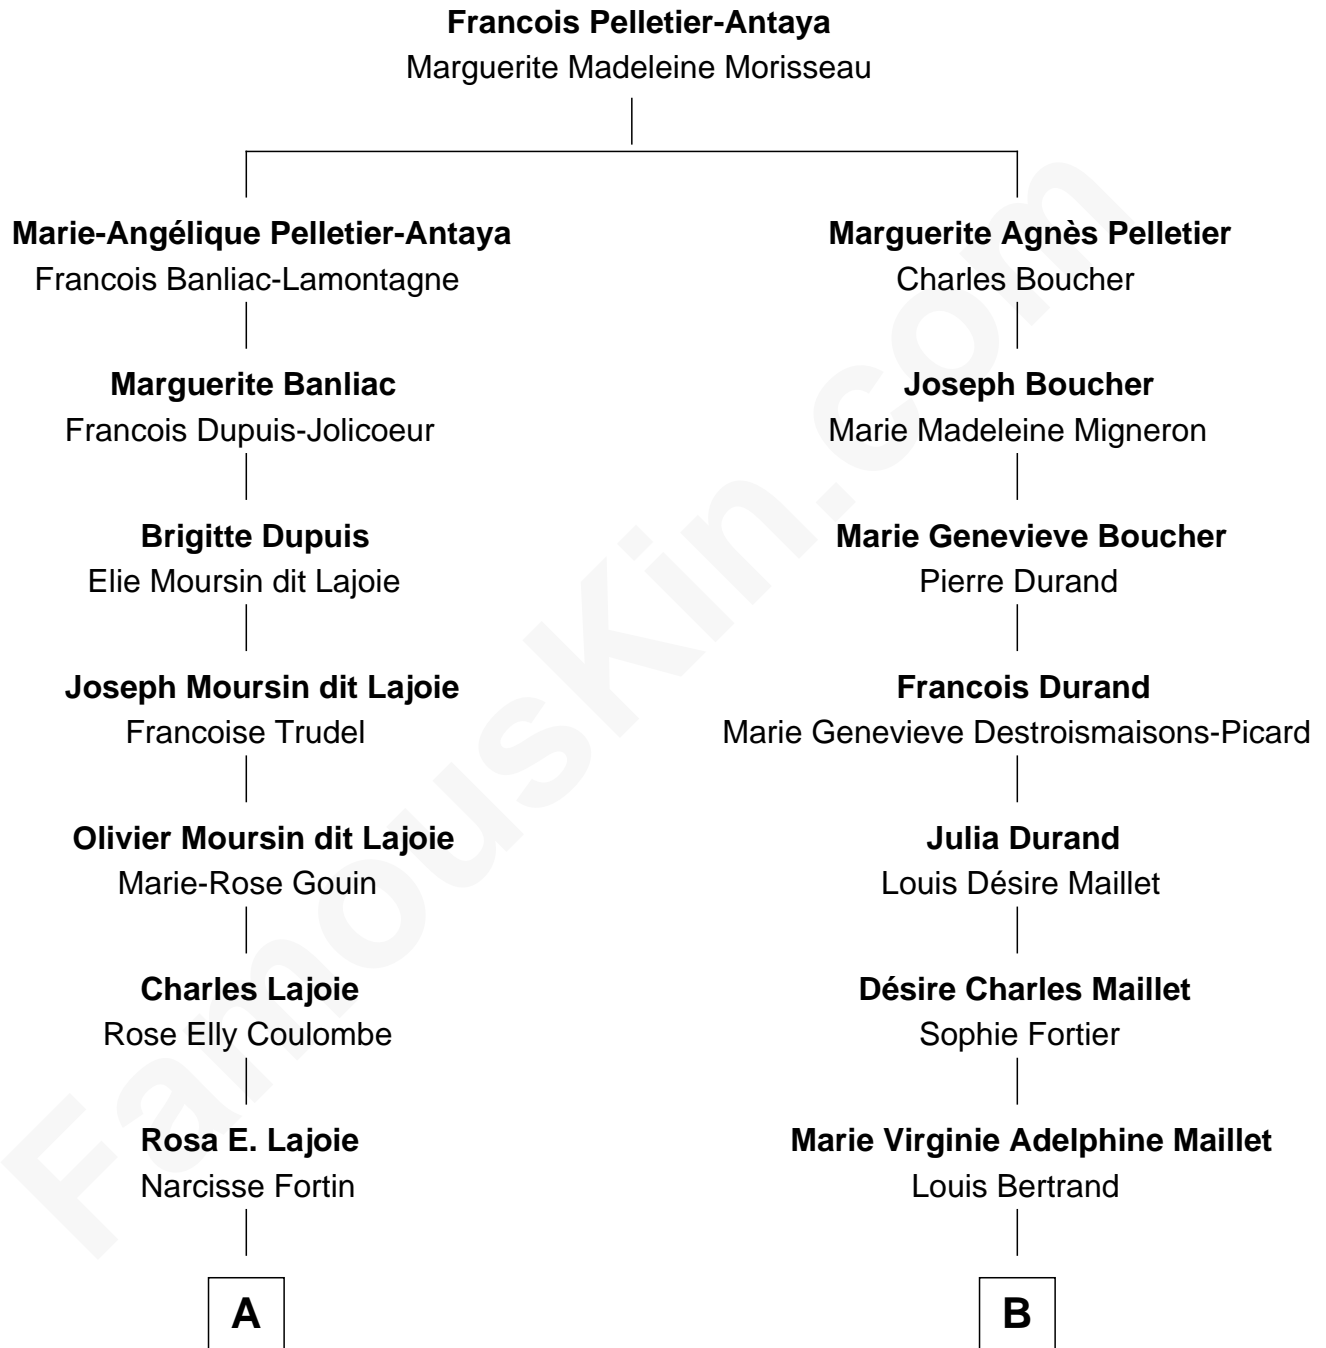 Francois Pelletier-Antaya
Marguerite Madeleine Morisseau
Marie-Angélique Pelletier-Antaya
Francois Banliac-Lamontagne
Marguerite Banliac
Francois Dupuis-Jolicoeur
Brigitte Dupuis
Elie Moursin dit Lajoie
Joseph Moursin dit Lajoie
Francoise Trudel
Olivier Moursin dit Lajoie
Marie-Rose Gouin
Charles Lajoie
Rose Elly Coulombe
Rosa E. Lajoie
Narcisse Fortin
A
Marguerite Agnès Pelletier
Charles Boucher
Joseph Boucher
Marie Madeleine Migneron
Marie Genevieve Boucher
Pierre Durand
Francois Durand
Marie Genevieve Destroismaisons-Picard
Julia Durand
Louis Désire Maillet
Désire Charles Maillet
Sophie Fortier
Marie Virginie Adelphine Maillet
Louis Bertrand
B
FamousKin.com